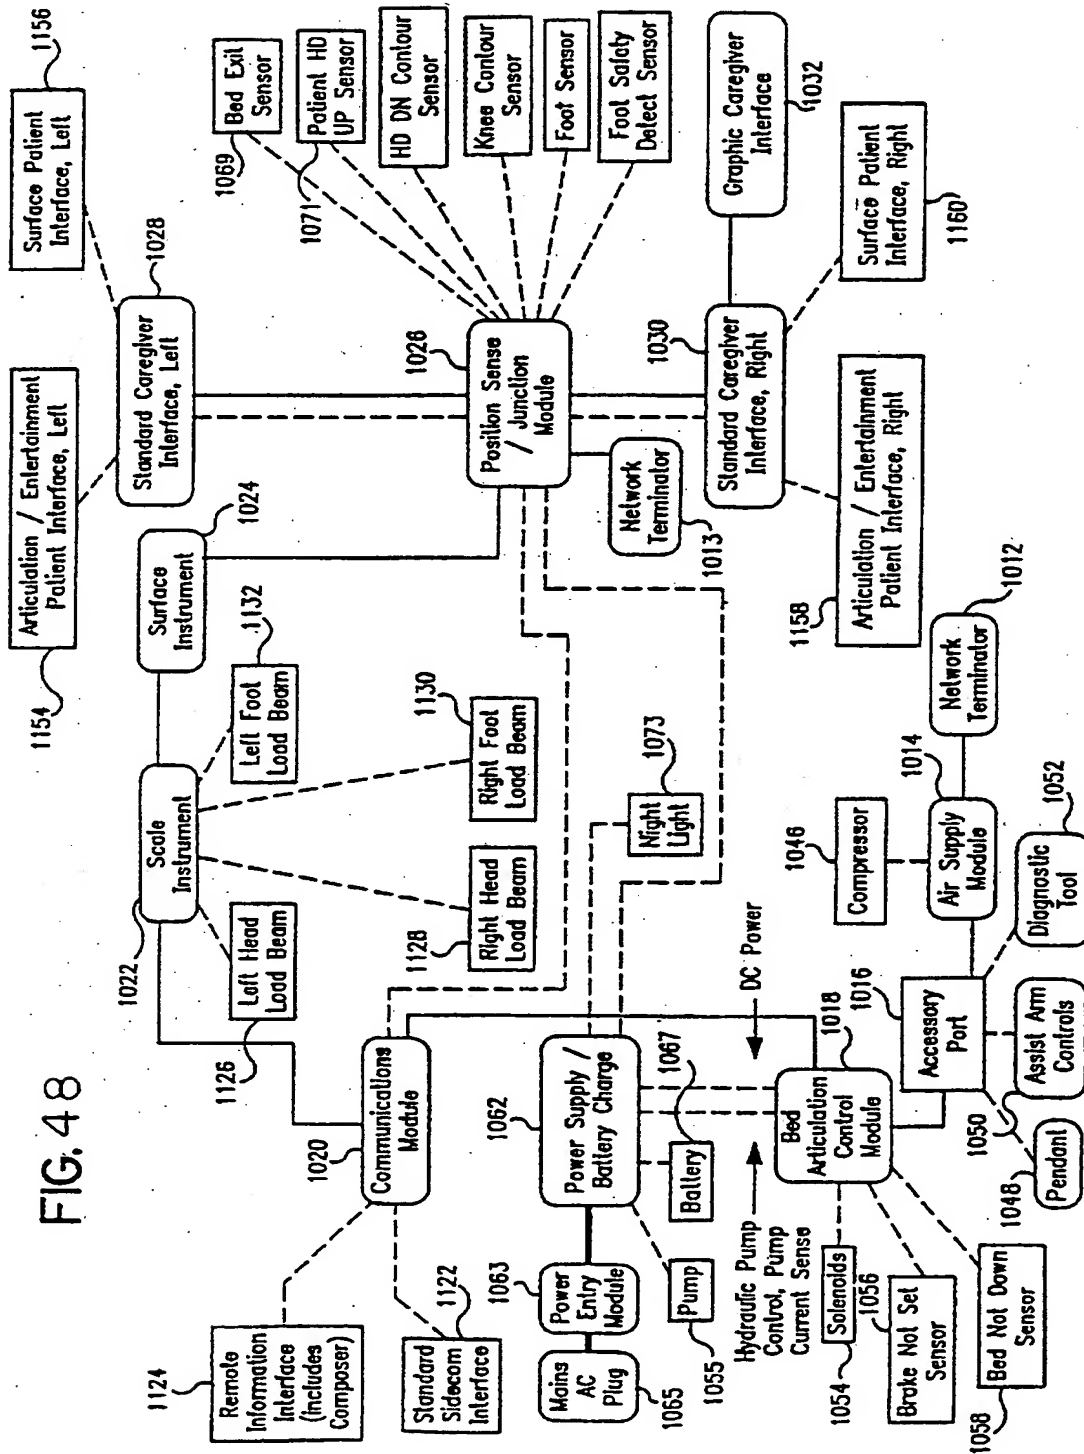 FIG. 48
1124
Remote
Information
Interface
(includes
Composer)
1122
Standard
Sidecom
Interface
1020
Communications
Module
1022
Scale
Instrument
1126
Left Head
Load Beam
1128
Right Head
Load Beam
1130
Right Foot
Load Beam
1132
Left Foot
Load Beam
1024
Surface
Instrument
1154
Articulation / Entertainment
Patient Interface, Left
1156
Surface Patient
Interface, Left
1028
Standard Caregiver
Interface, Left
1069
Bed Exit
Sensor
1071
Patient HD
UP Sensor
HD DN Contour
Sensor
Knee Contour
Sensor
Foot Sensor
Foot Safety
Detect Sensor
1026
Position Sense
/ Junction
Module
Network
Terminator
1013
1030
Standard Caregiver
Interface, Right
Graphic Caregiver
Interface
1032
1158
Articulation / Entertainment
Patient Interface, Right
Surface Patient
Interface, Right
1160
1065
Mains
AC
Plug
1063
Power
Entry
Module
1062
Power Supply /
Battery Charge
1055
Pump
1067
Battery
Night
Light
1073
Hydraulic Pump
Control, Pump
Current Sense
DC Power
1018
Bed
Articulation
Control
Module
1054
Solenoids
1056
Brake Not Set
Sensor
1058
Bed Not Down
Sensor
1016
Accessory
Port
1048
Pendant
1050
Assist Arm
Controls
1052
Diagnostic
Tool
1046
Compressor
1014
Air Supply
Module
1012
Network
Terminator